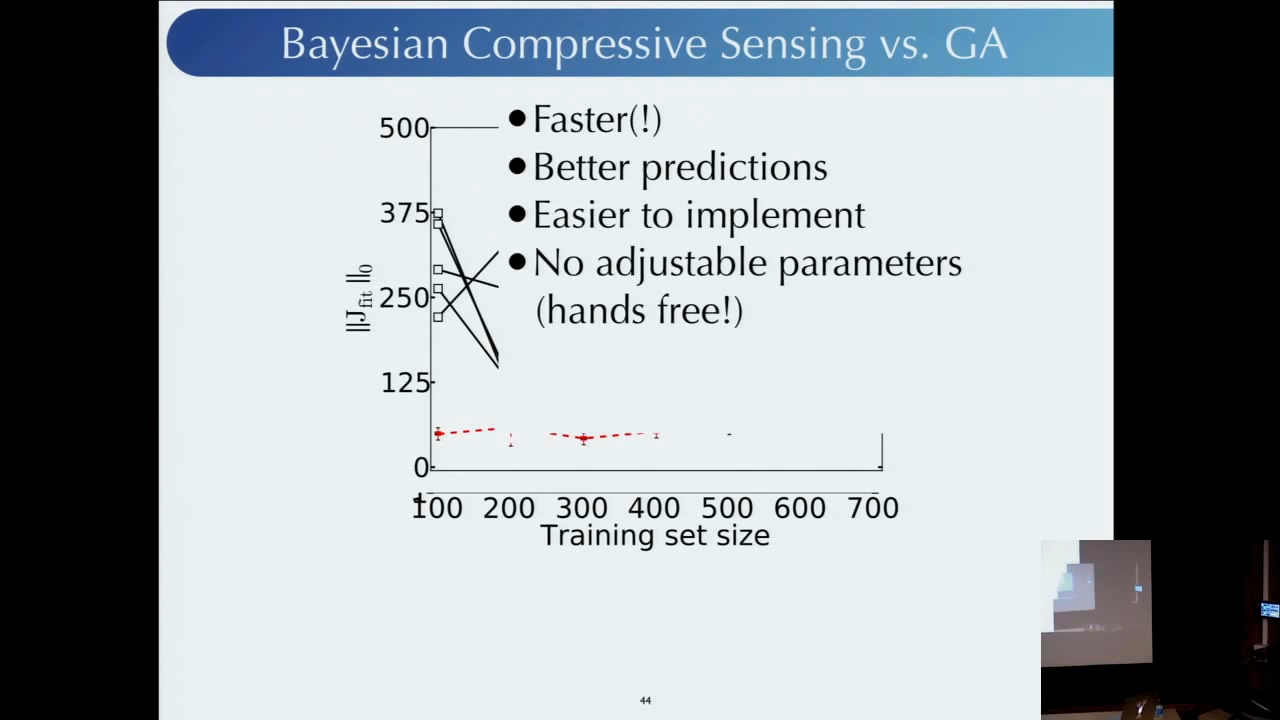 Bayesian Compressive Sensing vs. GA
● Faster(!)
● Better predictions
● Easier to implement
● No adjustable parameters
(hands free!)
500
375
250
125
0
||J_fit||_0
100 200 300 400 500 600 700
Training set size
44